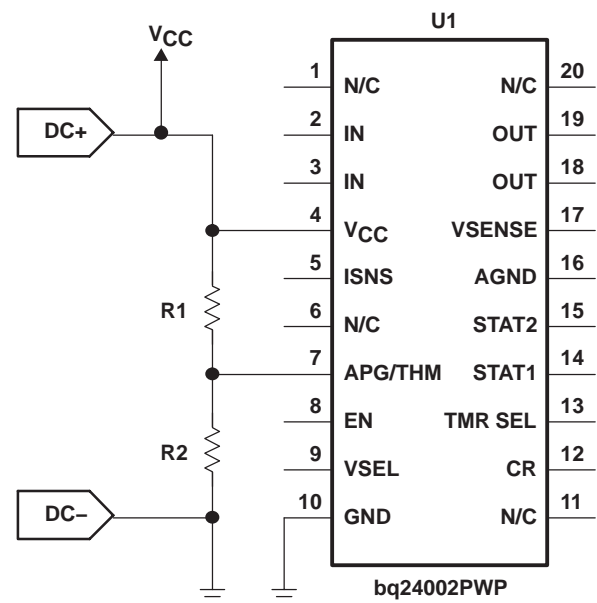 U1
VCC
DC+
1 N/C N/C 20
2 IN OUT 19
3 IN OUT 18
4 VCC VSENSE 17
5 ISNS AGND 16
R1
6 N/C STAT2 15
7 APG/THM STAT1 14
8 EN TMR SEL 13
R2
9 VSEL CR 12
DC–
10 GND N/C 11
bq24002PWP